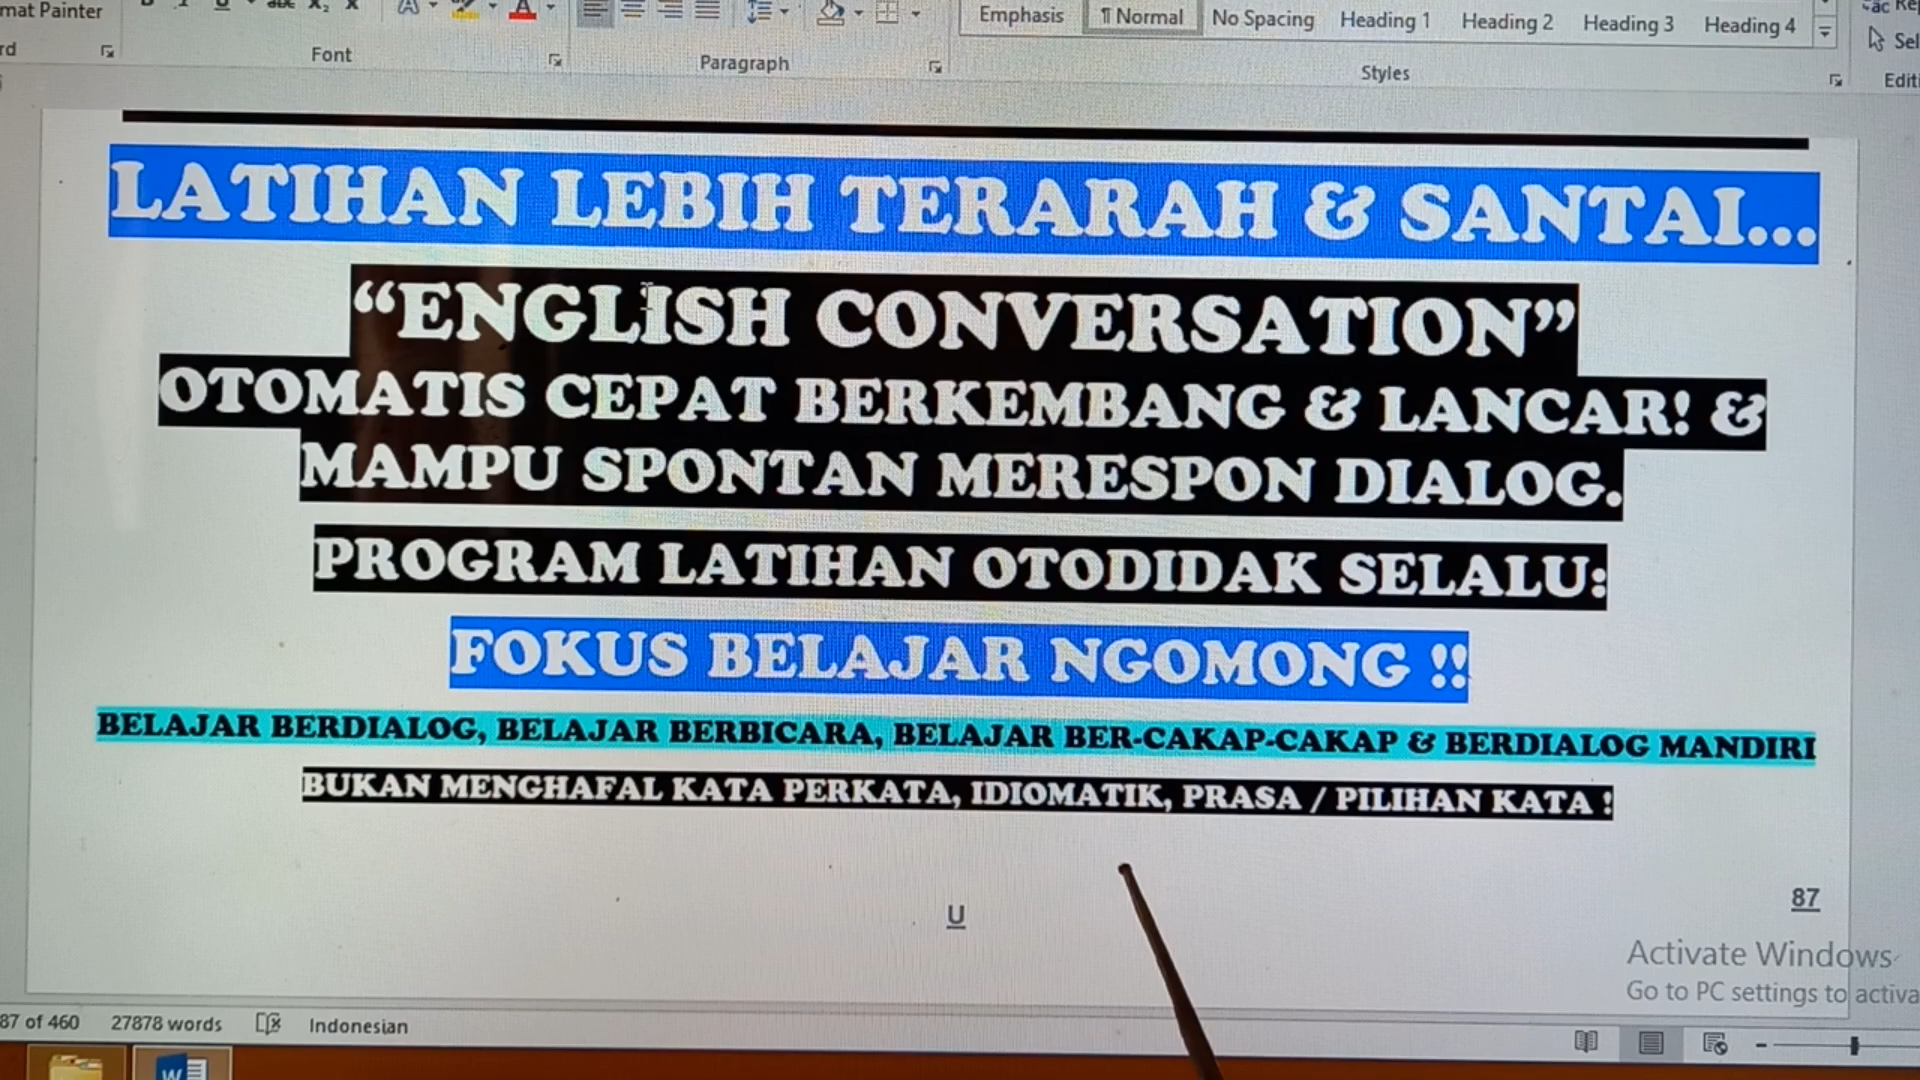 mat Painter
Emphasis
¶ Normal
No Spacing
Heading 1
Heading 2
Heading 3
Heading 4
Font
Paragraph
Styles
LATIHAN LEBIH TERARAH & SANTAI...
“ENGLISH CONVERSATION”
OTOMATIS CEPAT BERKEMBANG & LANCAR! &
MAMPU SPONTAN MERESPON DIALOG.
PROGRAM LATIHAN OTODIDAK SELALU:
FOKUS BELAJAR NGOMONG !!
BELAJAR BERDIALOG, BELAJAR BERBICARA, BELAJAR BER-CAKAP-CAKAP & BERDIALOG MANDIRI
BUKAN MENGHAFAL KATA PERKATA, IDIOMATIK, PRASA / PILIHAN KATA !
U
87
Activate Windows
Go to PC settings to activa
87 of 460
27878 words
Indonesian